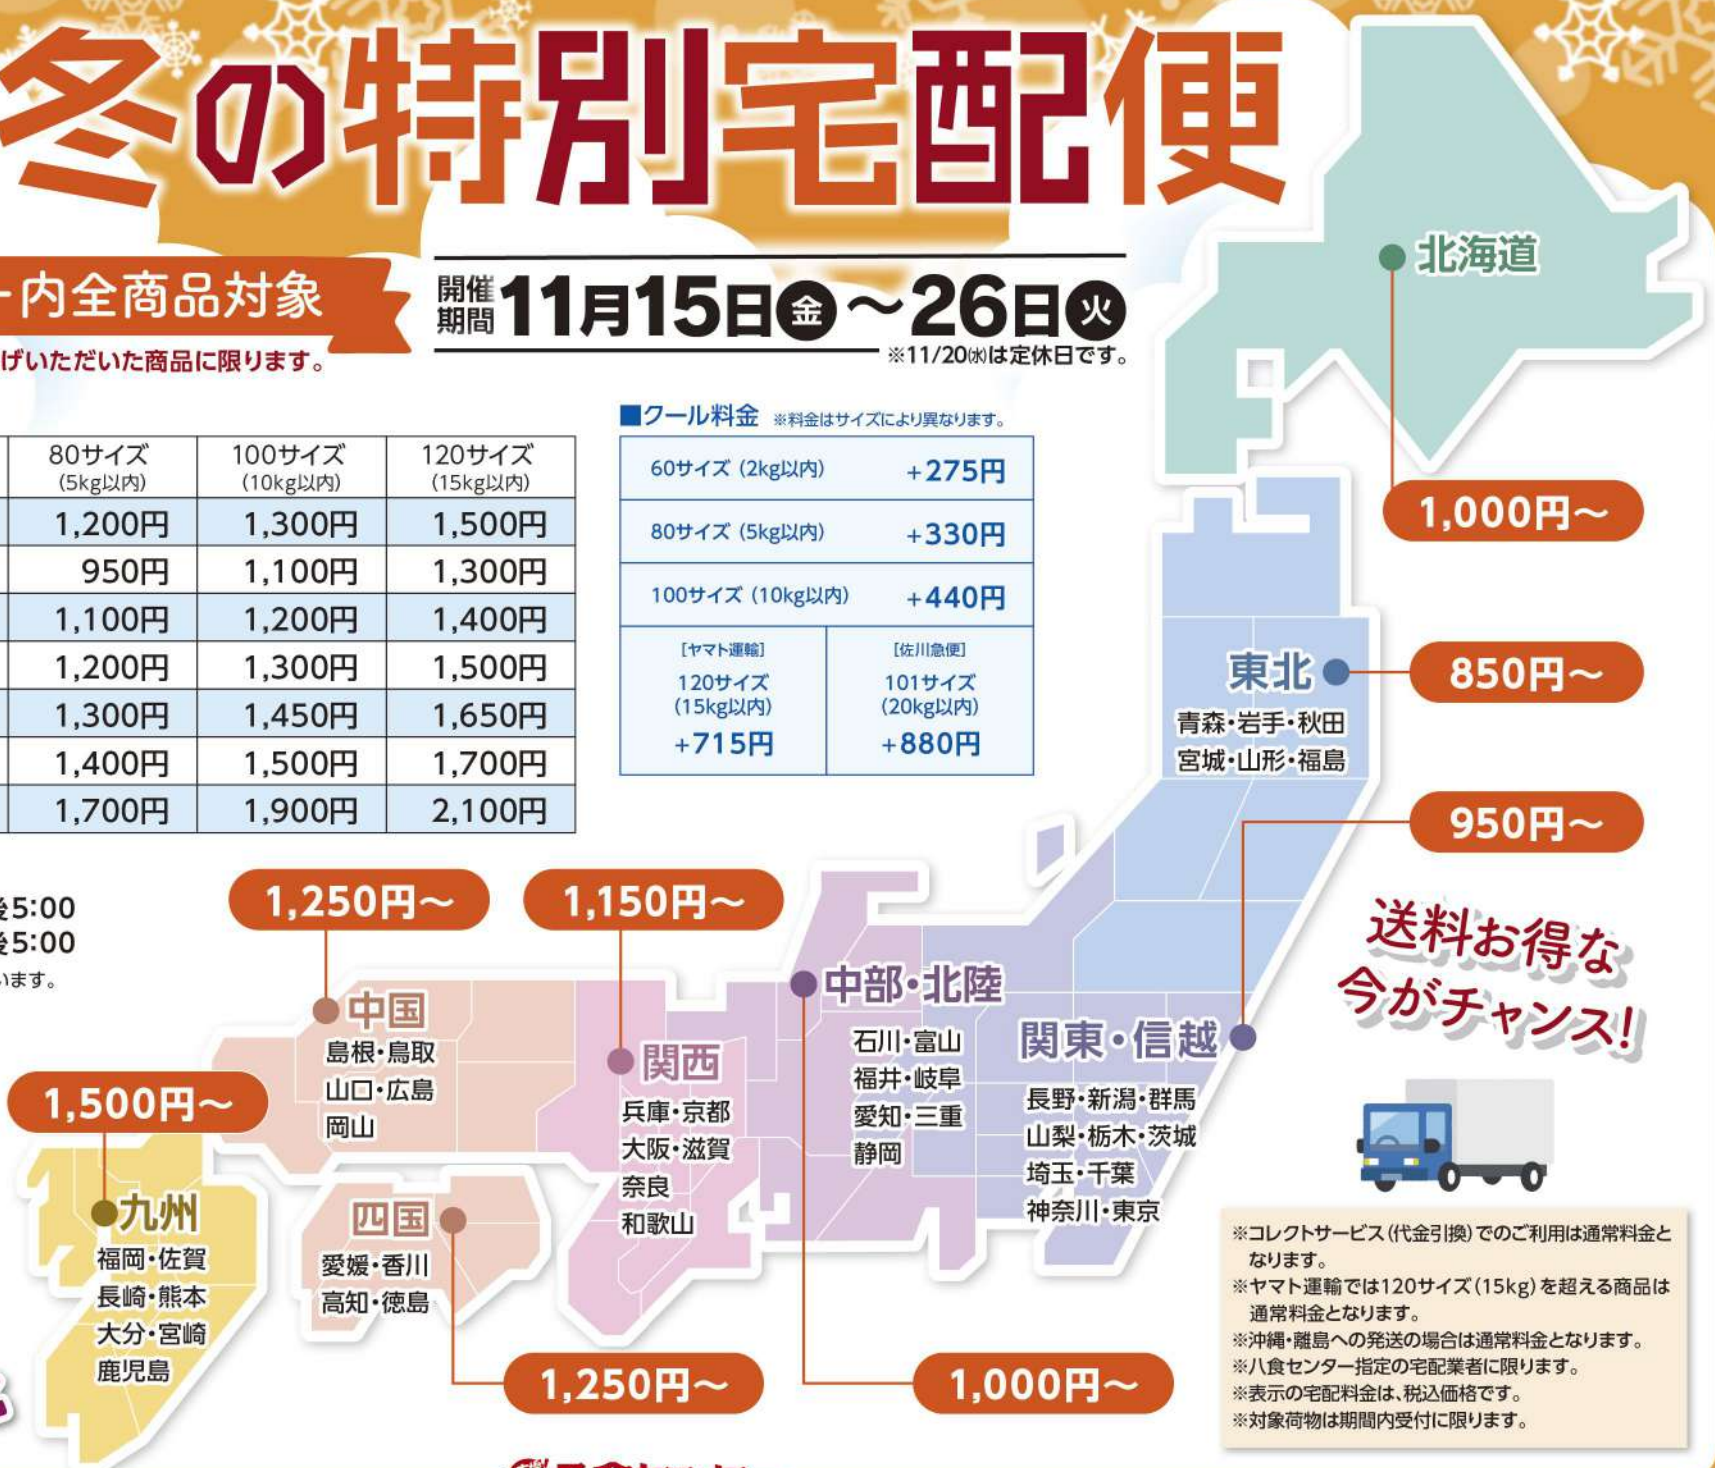 冬の特別宅配便
ー内全商品対象
げいただいた商品に限ります。
開催期間 11月15日金～26日火
※11/20㈬は定休日です。
80サイズ (5kg以内) 100サイズ (10kg以内) 120サイズ (15kg以内)
1,200円 1,300円 1,500円
950円 1,100円 1,300円
1,100円 1,200円 1,400円
1,200円 1,300円 1,500円
1,300円 1,450円 1,650円
1,400円 1,500円 1,700円
1,700円 1,900円 2,100円
■クール料金 ※料金はサイズにより異なります。
60サイズ (2kg以内) +275円
80サイズ (5kg以内) +330円
100サイズ (10kg以内) +440円
[ヤマト運輸]
120サイズ
(15kg以内)
+715円
[佐川急便]
101サイズ
(20kg以内)
+880円
後5:00
後5:00
います。
北海道
1,000円～
東北
青森・岩手・秋田
宮城・山形・福島
850円～
950円～
関東・信越
長野・新潟・群馬
山梨・栃木・茨城
埼玉・千葉
神奈川・東京
中部・北陸
石川・富山
福井・岐阜
愛知・三重
静岡
1,000円～
1,150円～
関西
兵庫・京都
大阪・滋賀
奈良
和歌山
1,250円～
中国
島根・鳥取
山口・広島
岡山
四国
愛媛・香川
高知・徳島
1,250円～
1,500円～
九州
福岡・佐賀
長崎・熊本
大分・宮崎
鹿児島
送料お得な
今がチャンス!
※コレクトサービス(代金引換)でのご利用は通常料金と
なります。
※ヤマト運輸では120サイズ(15kg)を超える商品は
通常料金となります。
※沖縄・離島への発送の場合は通常料金となります。
※八食センター指定の宅配業者に限ります。
※表示の宅配料金は、税込価格です。
※対象荷物は期間内受付に限ります。